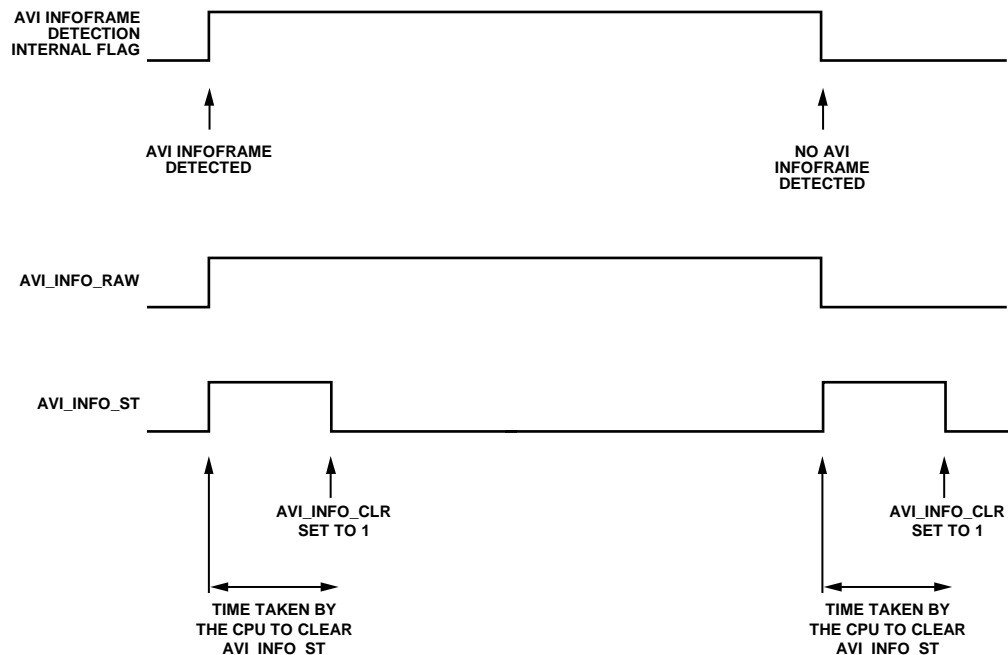 AVI INFOFRAME
DETECTION
INTERNAL FLAG
AVI INFOFRAME
DETECTED
NO AVI
INFOFRAME
DETECTED
AVI_INFO_RAW
AVI_INFO_ST
AVI_INFO_CLR
SET TO 1
AVI_INFO_CLR
SET TO 1
TIME TAKEN BY
THE CPU TO CLEAR
AVI_INFO_ST
TIME TAKEN BY
THE CPU TO CLEAR
AVI_INFO_ST